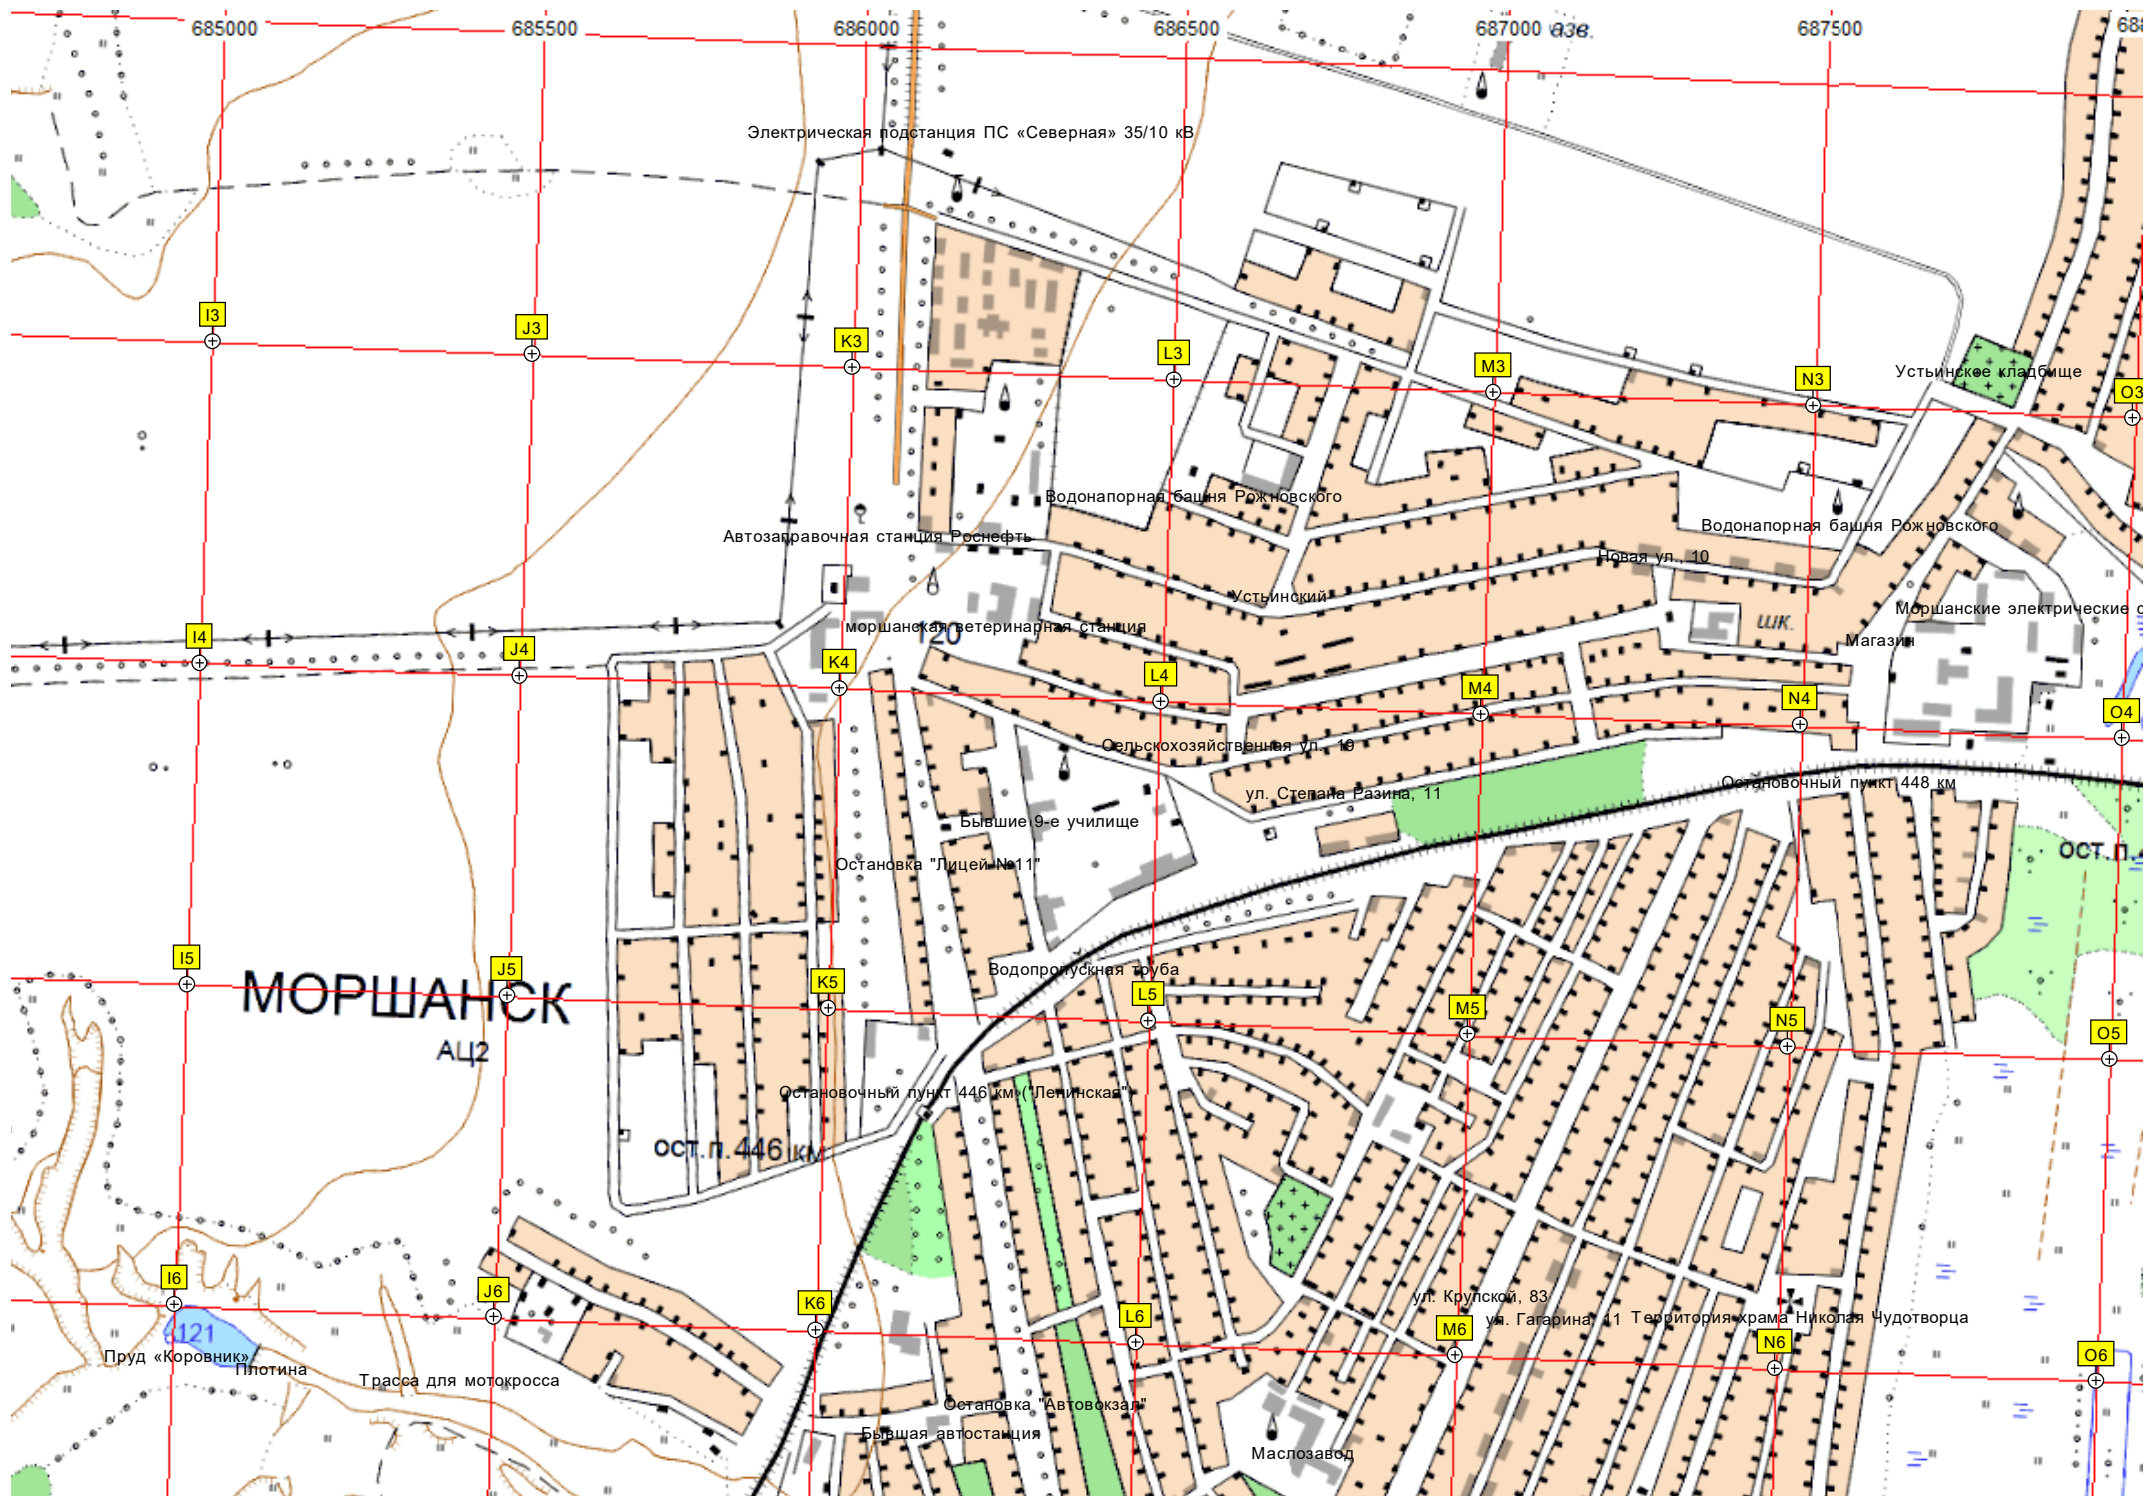 685000 685500 686000 686500 687000 азв. 687500
Электрическая подстанция ПС «Северная» 35/10 кВ
I3 J3 K3 L3 M3 N3 O3
Устьинское кладбище
Водонапорная башня Рожновского
Водонапорная башня Рожновского
Автозаправочная станция Роснефть
Новая ул., 10
Устьинский
Моршанские электрические с
шк.
моршанская ветеринарная станция
120
Магазин
I4 J4 K4 L4 M4 N4 O4
Сельскохозяйственная ул., 19
Остановочный пункт 448 км
ул. Степана Разина, 11
Бывшие 9-е училище
Остановка "Лицей №11"
ост.п.
Водопропускная труба
I5 J5 K5 L5 M5 N5 O5
МОРШАНСК
АЦ2
Остановочный пункт 446 км ("Ленинская")
ост.п.446 км
I6 J6 K6 L6 M6 N6 O6
ул. Крупской, 83
ул. Гагарина, 11
Территория храма Николая Чудотворца
121
Пруд «Коровник»
Плотина
Трасса для мотокросса
Остановка "Автовокзал"
Бывшая автостанция
Маслозавод